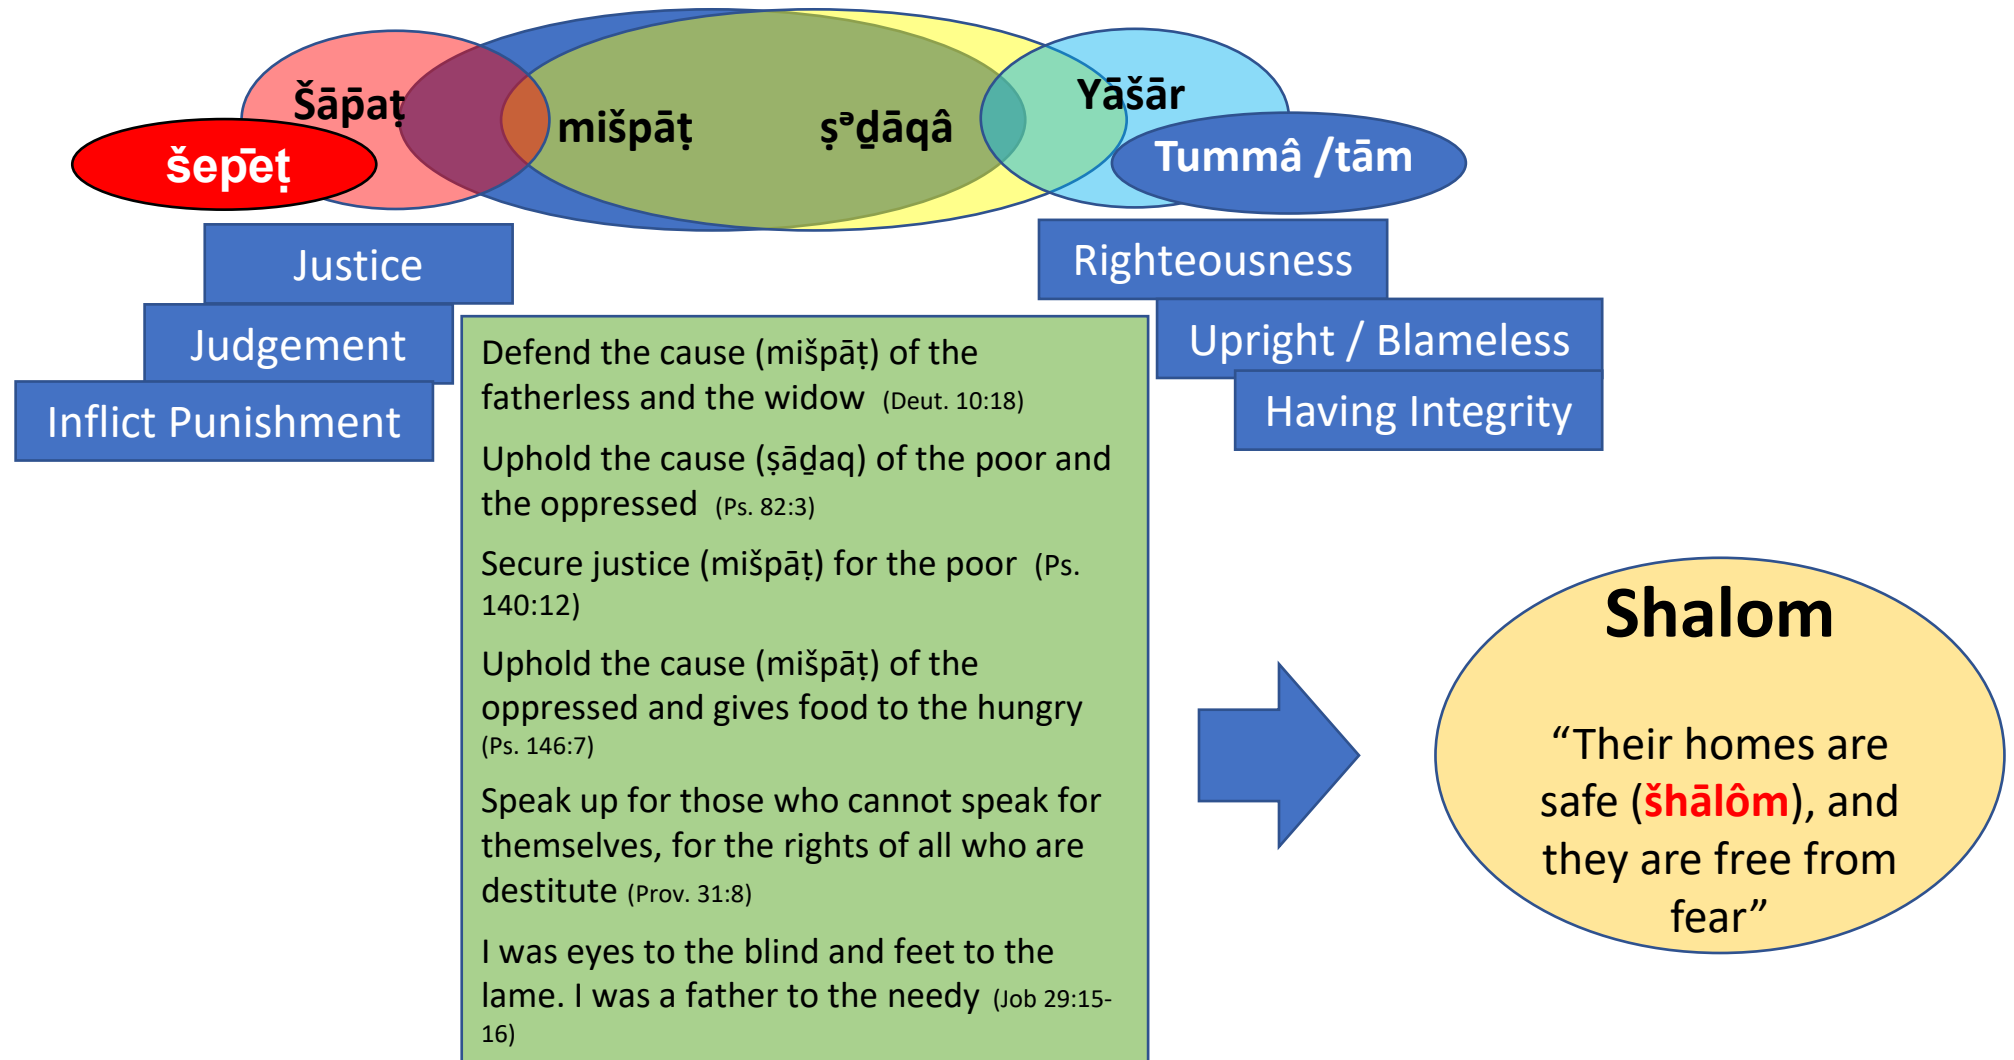 Šāp̄aṭ
šep̄eṭ
mišpāṭ
ṣᵊḏāqâ
Yāšār
Tummâ /tām
Justice
Judgement
Inflict Punishment
Righteousness
Upright / Blameless
Having Integrity
Defend the cause (mišpāṭ) of the
fatherless and the widow (Deut. 10:18)
Uphold the cause (ṣāḏaq) of the poor and
the oppressed (Ps. 82:3)
Secure justice (mišpāṭ) for the poor (Ps.
140:12)
Uphold the cause (mišpāṭ) of the
oppressed and gives food to the hungry
(Ps. 146:7)
Speak up for those who cannot speak for
themselves, for the rights of all who are
destitute (Prov. 31:8)
I was eyes to the blind and feet to the
lame. I was a father to the needy (Job 29:15-
16)
Shalom
“Their homes are
safe (šhālôm), and
they are free from
fear”